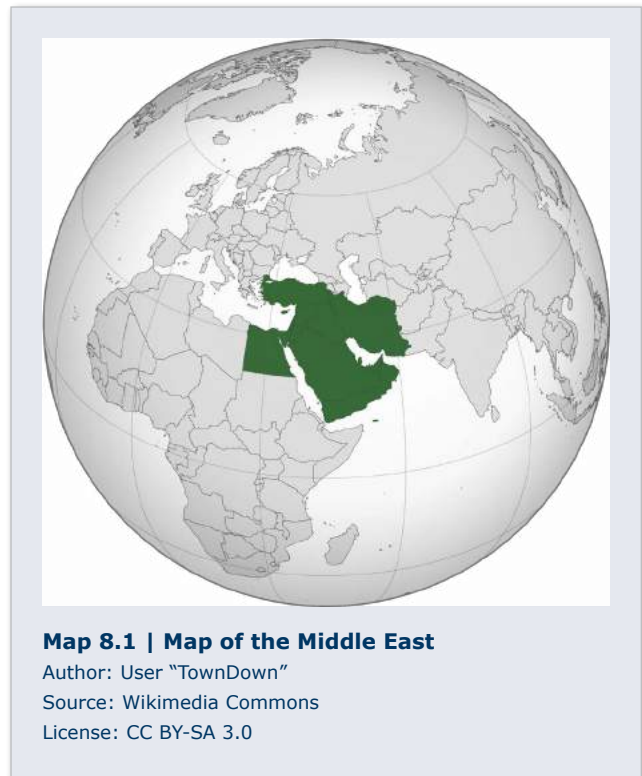 Map 8.1 | Map of the Middle East
Author: User “TownDown”
Source: Wikimedia Commons
License: CC BY-SA 3.0